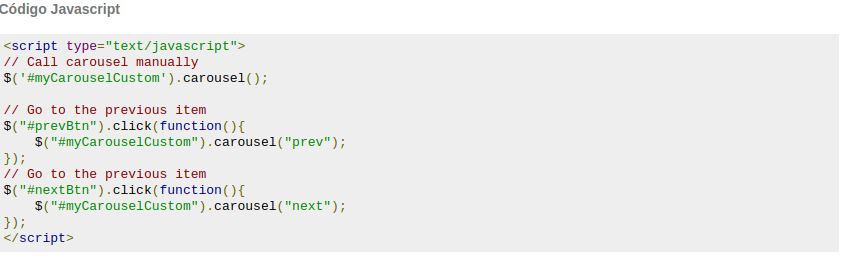 Código Javascript
<script type="text/javascript">
// Call carousel manually
$('#myCarouselCustom').carousel();
// Go to the previous item
$("#prevBtn").click(function(){
    $("#myCarouselCustom").carousel("prev");
});
// Go to the previous item
$("#nextBtn").click(function(){
    $("#myCarouselCustom").carousel("next");
});
</script>